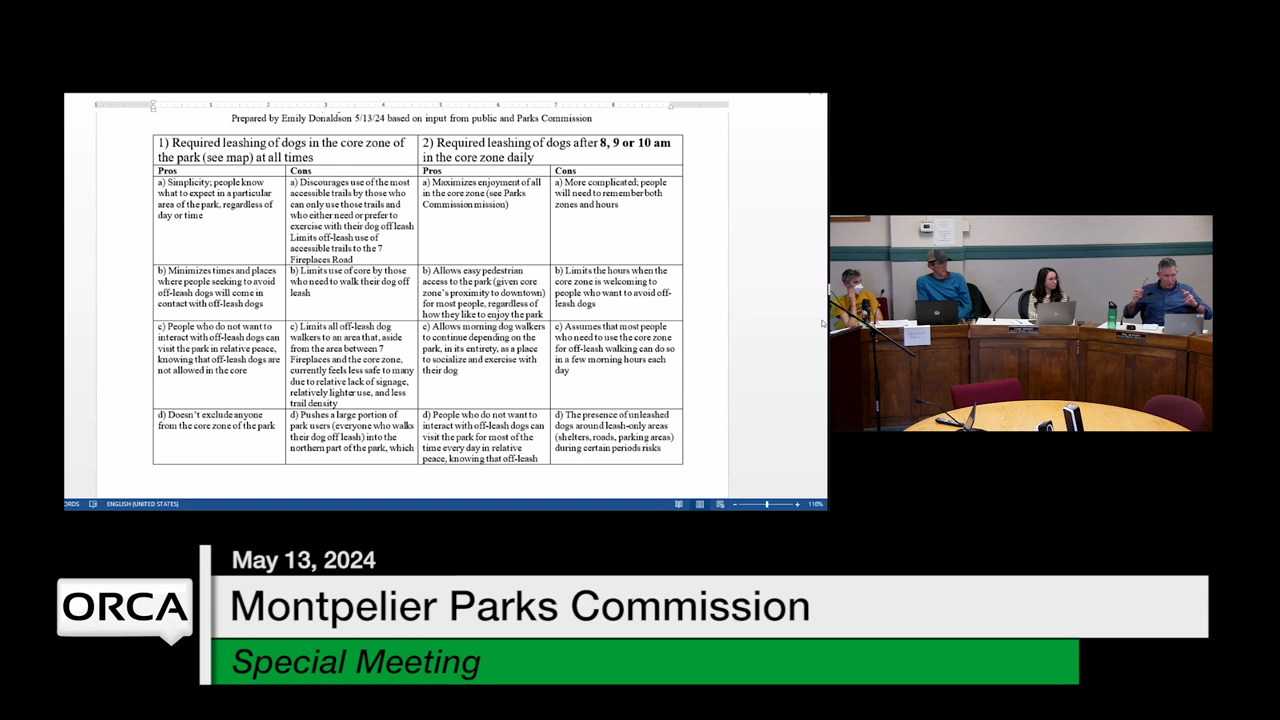 Prepared by Emily Donaldson 5/13/24 based on input from public and Parks Commission
1) Required leashing of dogs in the core zone of
the park (see map) at all times
2) Required leashing of dogs after 8, 9 or 10 am
in the core zone daily
Pros
Cons
Pros
Cons
a) Simplicity; people know
what to expect in a particular
area of the park, regardless of
day or time
a) Discourages use of the most
accessible trails by those who
can only use those trails and
who either need or prefer to
exercise with their dog off leash
Limits off-leash use of
accessible trails to the 7
Fireplaces Road
a) Maximizes enjoyment of all
in the core zone (see Parks
Commission mission)
a) More complicated; people
will need to remember both
zones and hours
b) Minimizes times and places
where people seeking to avoid
off-leash dogs will come in
contact with off-leash dogs
b) Limits use of core by those
who need to walk their dog off
leash
b) Allows easy pedestrian
access to the park (given core
zone's proximity to downtown)
for most people, regardless of
how they like to enjoy the park
b) Limits the hours when the
core zone is welcoming to
people who want to avoid off-
leash dogs
c) People who do not want to
interact with off-leash dogs can
visit the park in relative peace,
knowing that off-leash dogs are
not allowed in the core
c) Limits all off-leash dog
walkers to an area that, aside
from the area between 7
Fireplaces and the core zone,
currently feels less safe to many
due to relative lack of signage,
relatively lighter use, and less
trail density
c) Allows morning dog walkers
to continue depending on the
park, in its entirety, as a place
to socialize and exercise with
their dog
c) Assumes that most people
who need to use the core zone
for off-leash walking can do so
in a few morning hours each
day
d) Doesn't exclude anyone
from the core zone of the park
d) Pushes a large portion of
park users (everyone who walks
their dog off leash) into the
northern part of the park, which
d) People who do not want to
interact with off-leash dogs can
visit the park for most of the
time every day in relative
peace, knowing that off-leash
d) The presence of unleashed
dogs around leash-only areas
(shelters, roads, parking areas)
during certain periods risks
ENGLISH (UNITED STATES)
110%
May 13, 2024
ORCA
Montpelier Parks Commission
Special Meeting